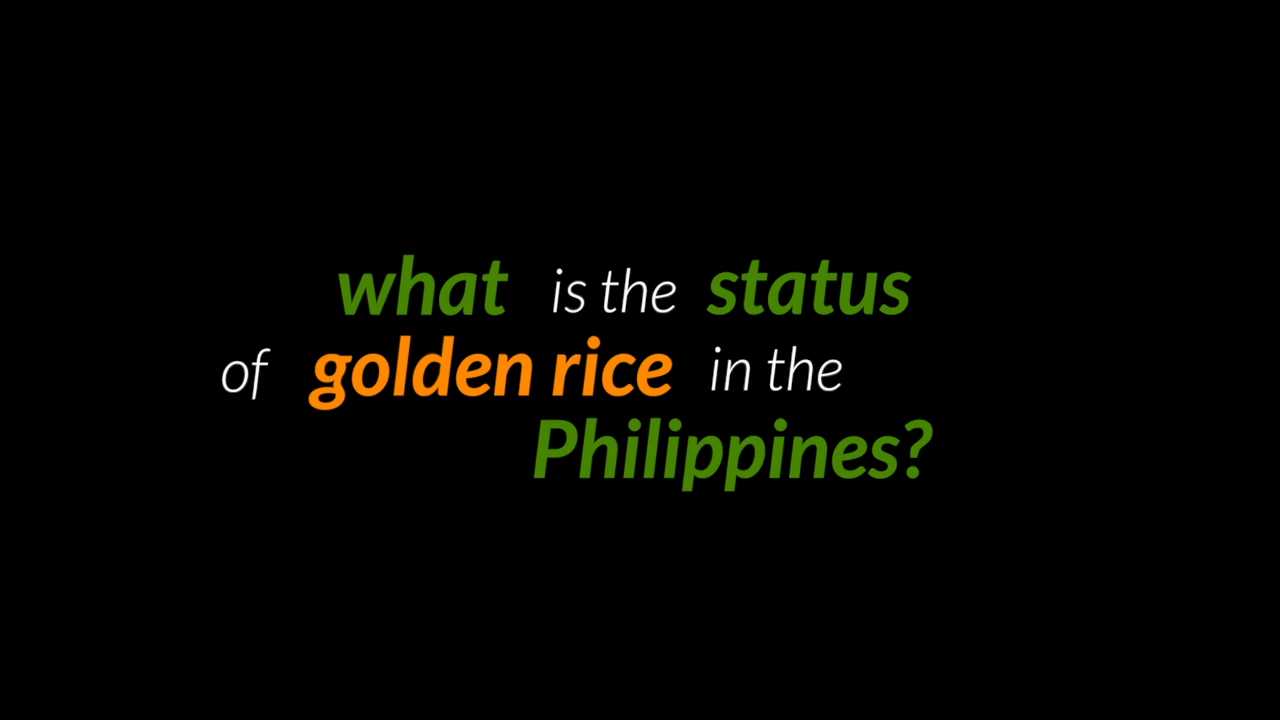 what is the status
of golden rice in the
Philippines?